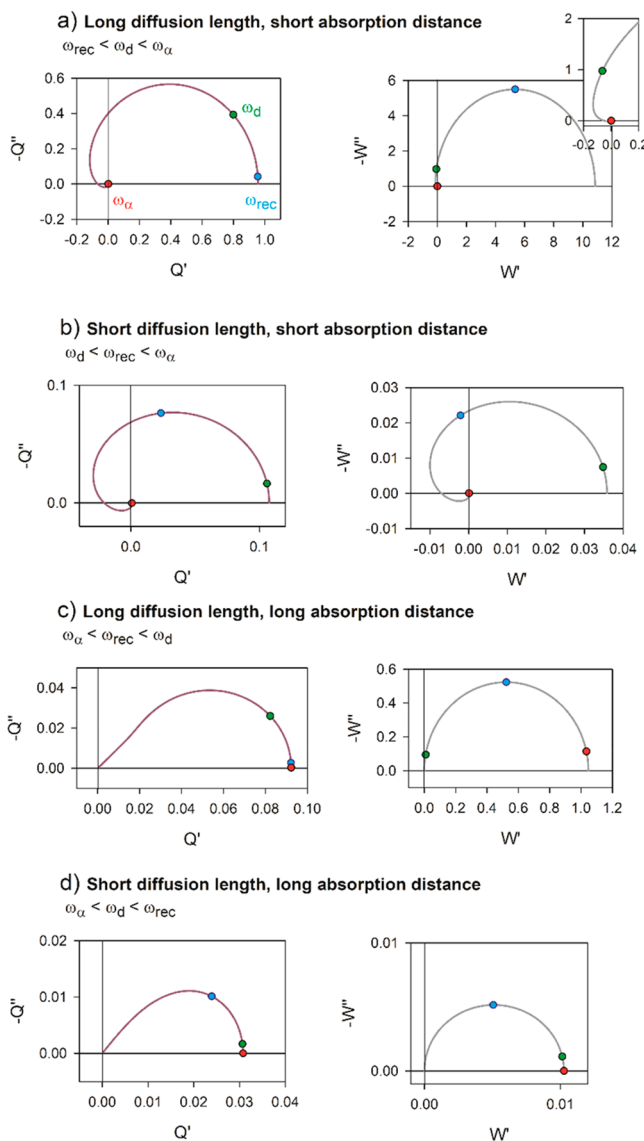 a) Long diffusion length, short absorption distance
ωrec < ωd < ωα
0.6
0.4
0.2
0.0
-0.2
-Q''
ωd
ωα
ωrec
-0.2 0.0 0.2 0.4 0.6 0.8 1.0
Q'
6
4
2
0
-2
-W''
-2 0 2 4 6 8 10 12
W'
2
1
0
-0.2 0.0 0.2
b) Short diffusion length, short absorption distance
ωd < ωrec < ωα
0.1
0.0
-Q''
0.0 0.1
Q'
0.03
0.02
0.01
0.00
-0.01
-W''
-0.01 0.00 0.01 0.02 0.03 0.04
W'
c) Long diffusion length, long absorption distance
ωα < ωrec < ωd
0.04
0.02
0.00
-Q''
0.00 0.02 0.04 0.06 0.08 0.10
Q'
0.6
0.4
0.2
0.0
-W''
0.0 0.2 0.4 0.6 0.8 1.0 1.2
W'
d) Short diffusion length, long absorption distance
ωα < ωd < ωrec
0.02
0.01
0.00
-Q''
0.00 0.01 0.02 0.03 0.04
Q'
0.01
0.00
-W''
0.00 0.01
W'